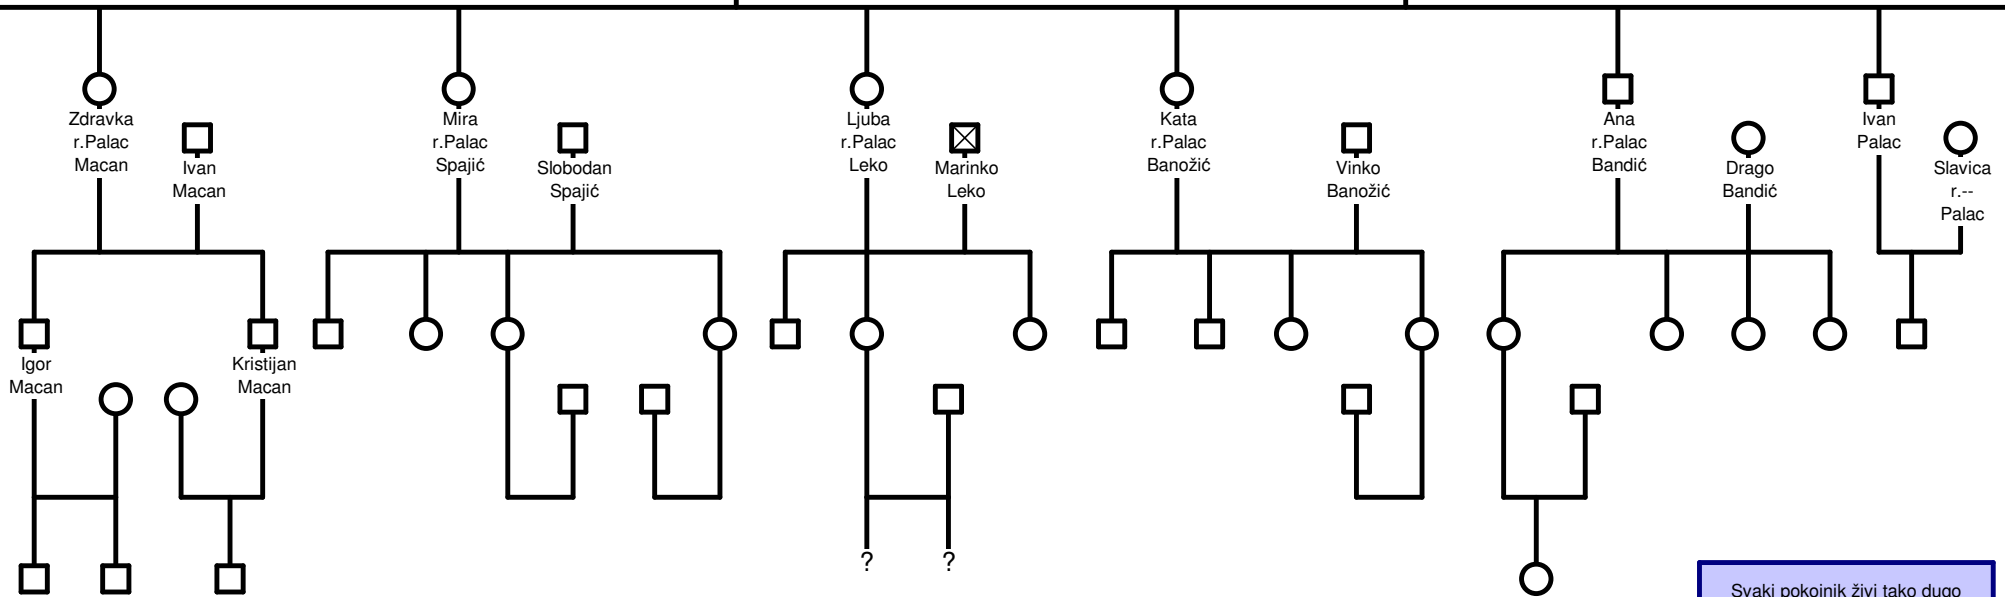 Zdravka
r.Palac
Macan
Ivan
Macan
Mira
r.Palac
Spajić
Slobodan
Spajić
Ljuba
r.Palac
Leko
Marinko
Leko
Kata
r.Palac
Banožić
Vinko
Banožić
Ana
r.Palac
Bandić
Drago
Bandić
Ivan
Palac
Slavica
r.--
Palac
Igor
Macan
Kristijan
Macan
?
?
Svaki pokojnik živi tako dugo